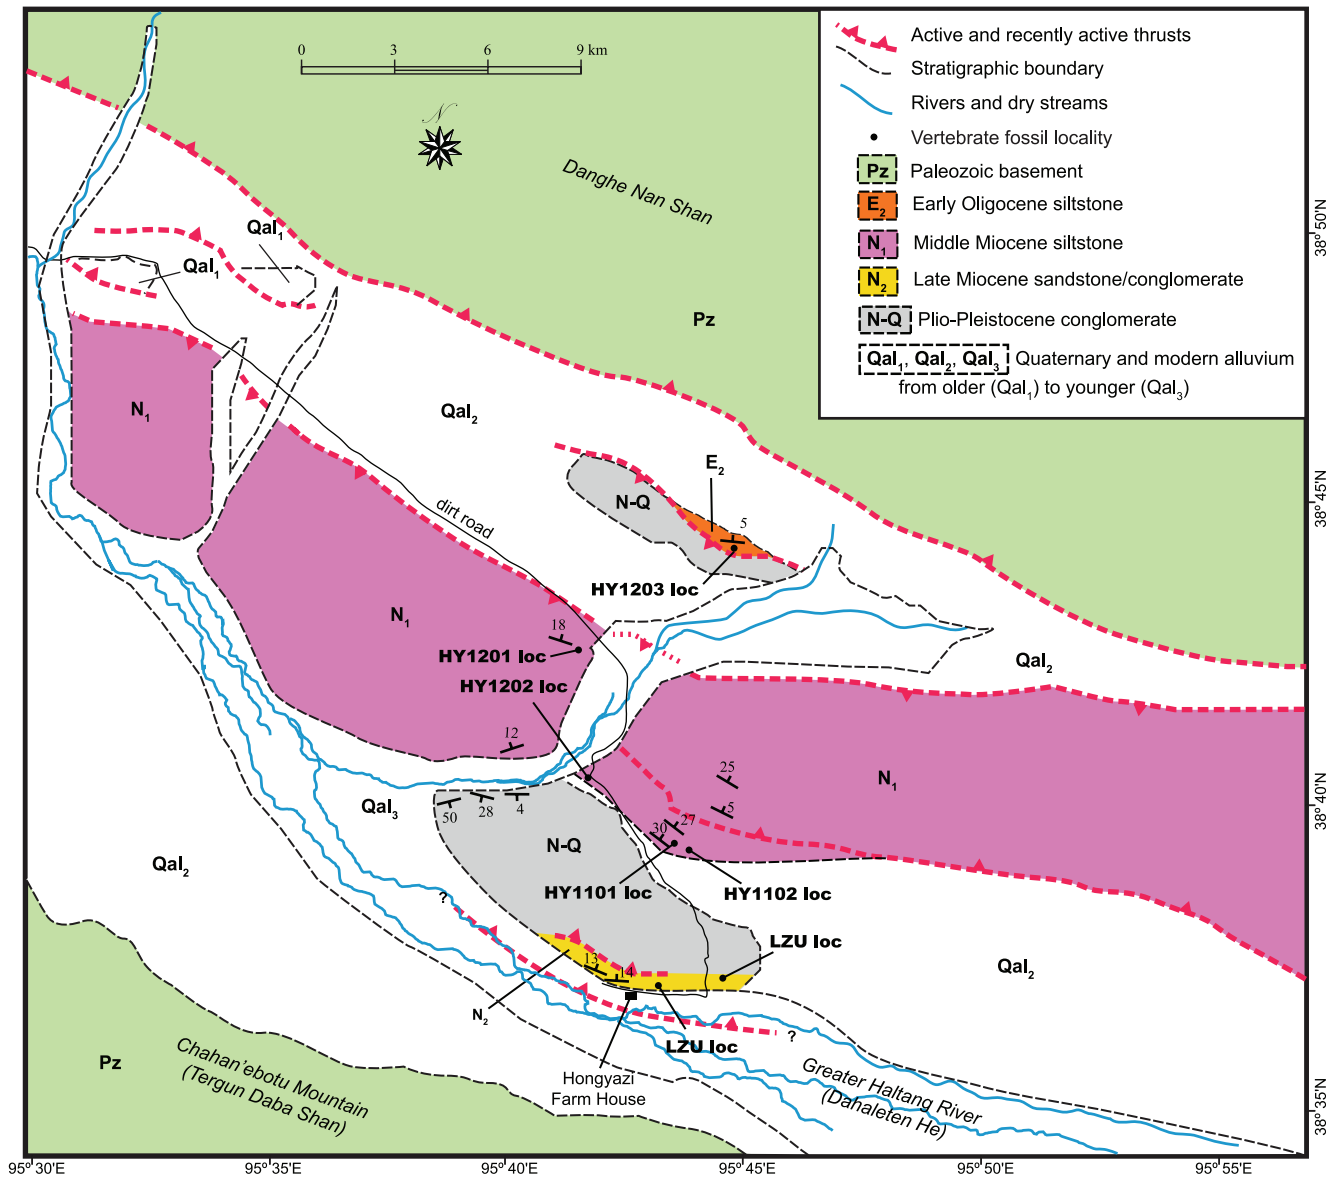 0 3 6 9 km
N
Danghe Nan Shan
Active and recently active thrusts
Stratigraphic boundary
Rivers and dry streams
Vertebrate fossil locality
Pz Paleozoic basement
E₂ Early Oligocene siltstone
N₁ Middle Miocene siltstone
N₂ Late Miocene sandstone/conglomerate
N-Q Plio-Pleistocene conglomerate
Qal₁, Qal₂, Qal₃ Quaternary and modern alluvium
from older (Qal₁) to younger (Qal₃)
Qal₁
Qal₁
Pz
N₁
Qal₂
E₂
N-Q
5
dirt road
HY1203 loc
N₁
18
HY1201 loc
HY1202 loc
Qal₂
12
25
N₁
Qal₃
50
28
4
5
27
30
N-Q
Qal₂
HY1101 loc
HY1102 loc
?
LZU loc
13
14
Qal₂
N₂
?
LZU loc
Pz
Chahan'ebotu Mountain
(Tergun Daba Shan)
Hongyazi
Farm House
Greater Haltang River
(Dahaleten He)
38° 50'N
38° 45'N
38° 40'N
38° 35'N
95° 30'E
95° 35'E
95° 40'E
95° 45'E
95° 50'E
95° 55'E